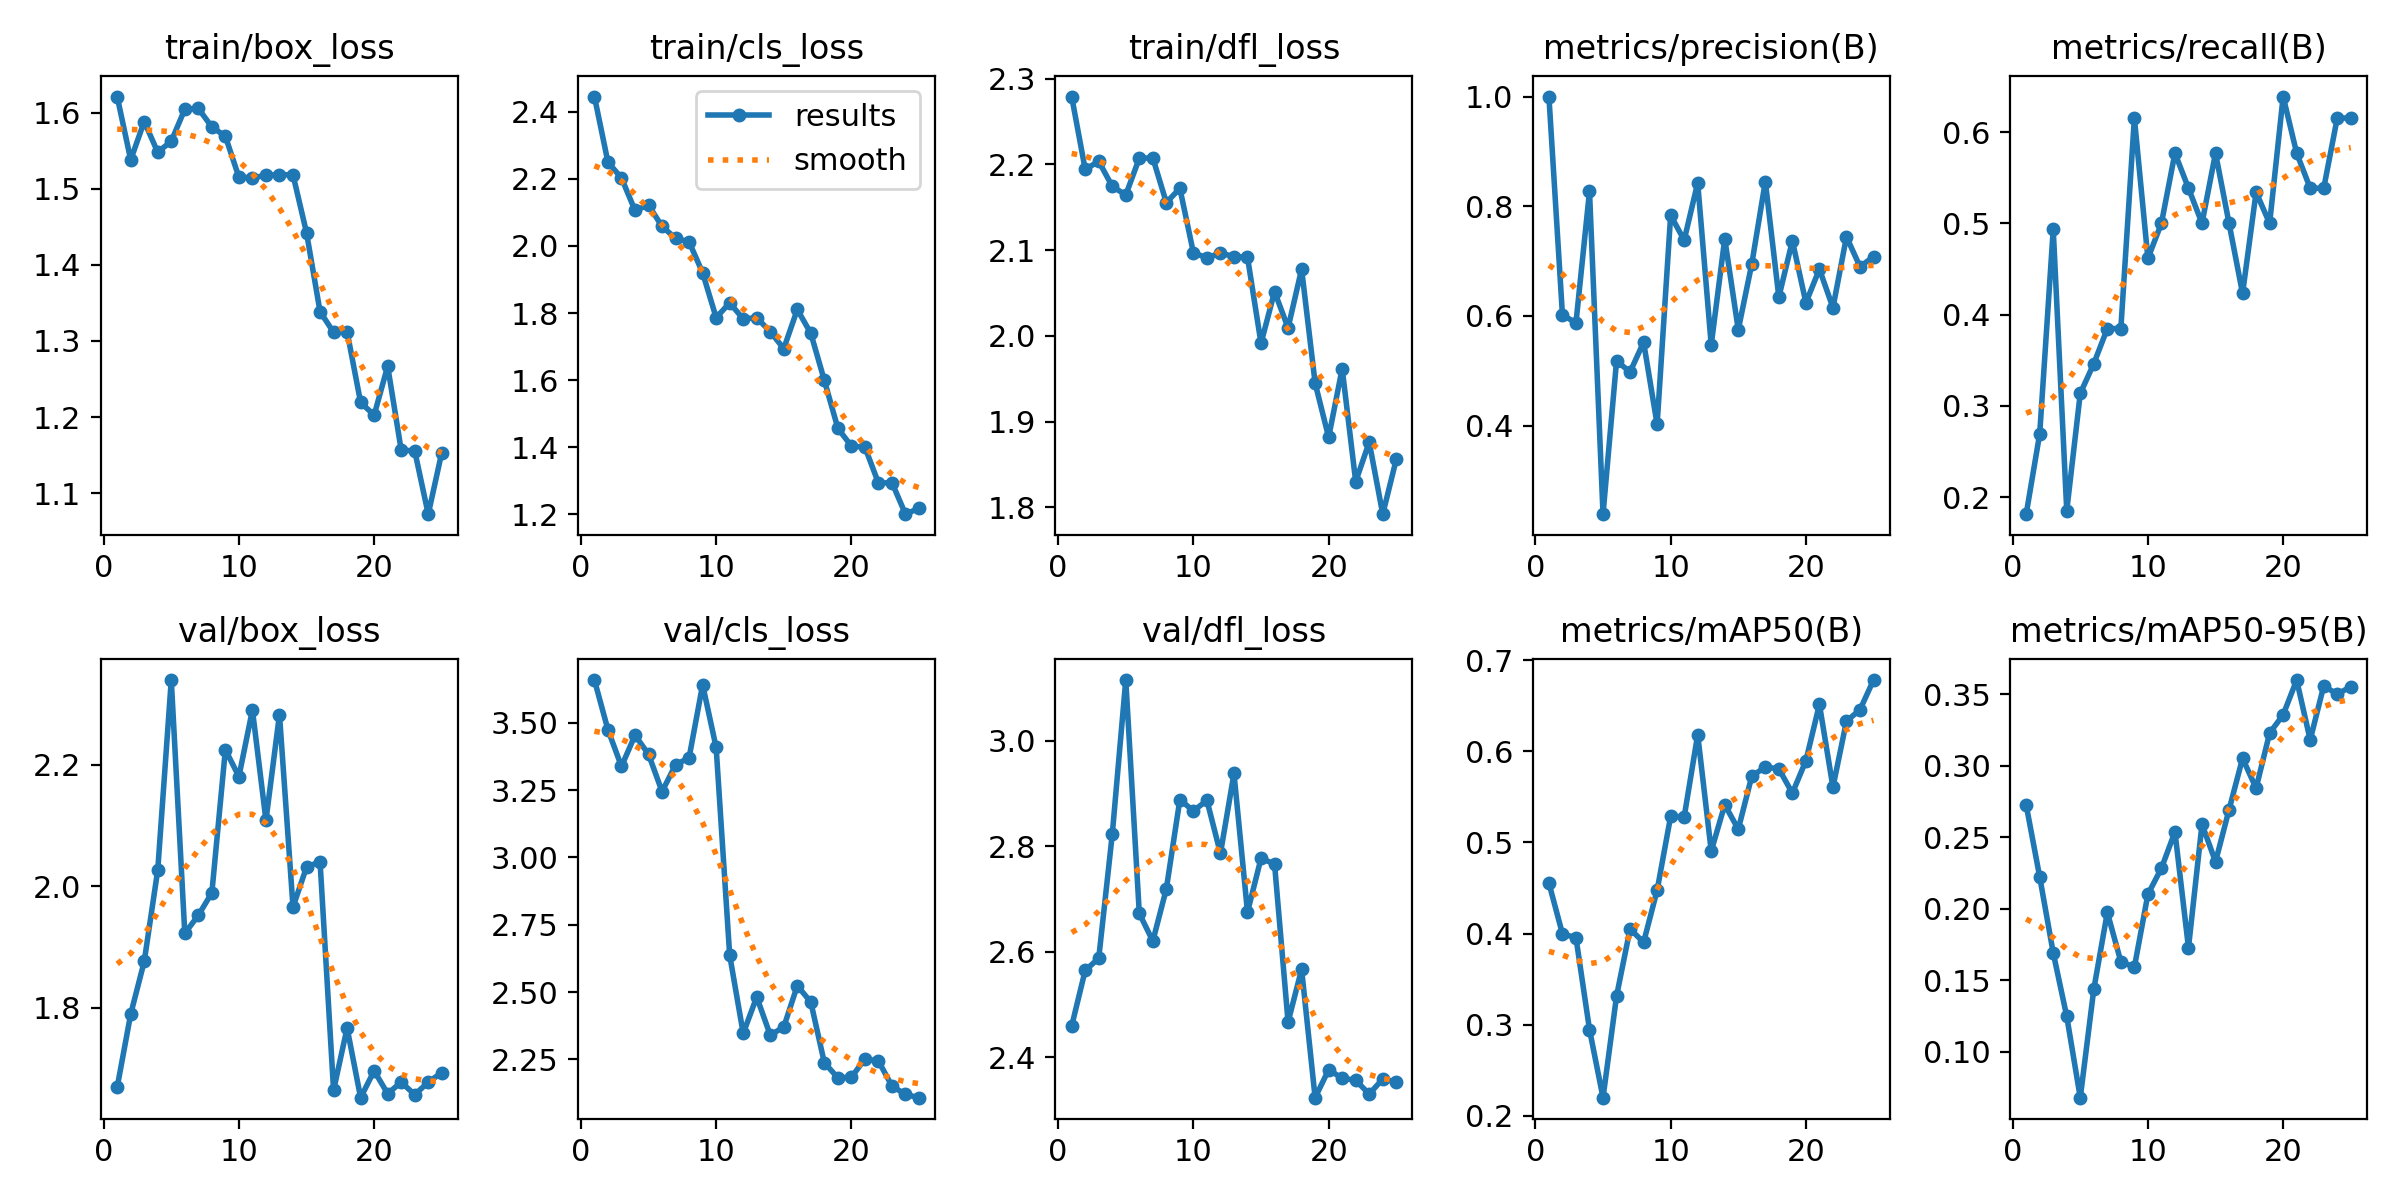 train/box_loss
1.6
1.5
1.4
1.3
1.2
1.1
0 10 20
train/cls_loss
results
smooth
2.4
2.2
2.0
1.8
1.6
1.4
1.2
0 10 20
train/dfl_loss
2.3
2.2
2.1
2.0
1.9
1.8
0 10 20
metrics/precision(B)
1.0
0.8
0.6
0.4
0 10 20
metrics/recall(B)
0.6
0.5
0.4
0.3
0.2
0 10 20
val/box_loss
2.2
2.0
1.8
0 10 20
val/cls_loss
3.50
3.25
3.00
2.75
2.50
2.25
0 10 20
val/dfl_loss
3.0
2.8
2.6
2.4
0 10 20
metrics/mAP50(B)
0.7
0.6
0.5
0.4
0.3
0.2
0 10 20
metrics/mAP50-95(B)
0.35
0.30
0.25
0.20
0.15
0.10
0 10 20